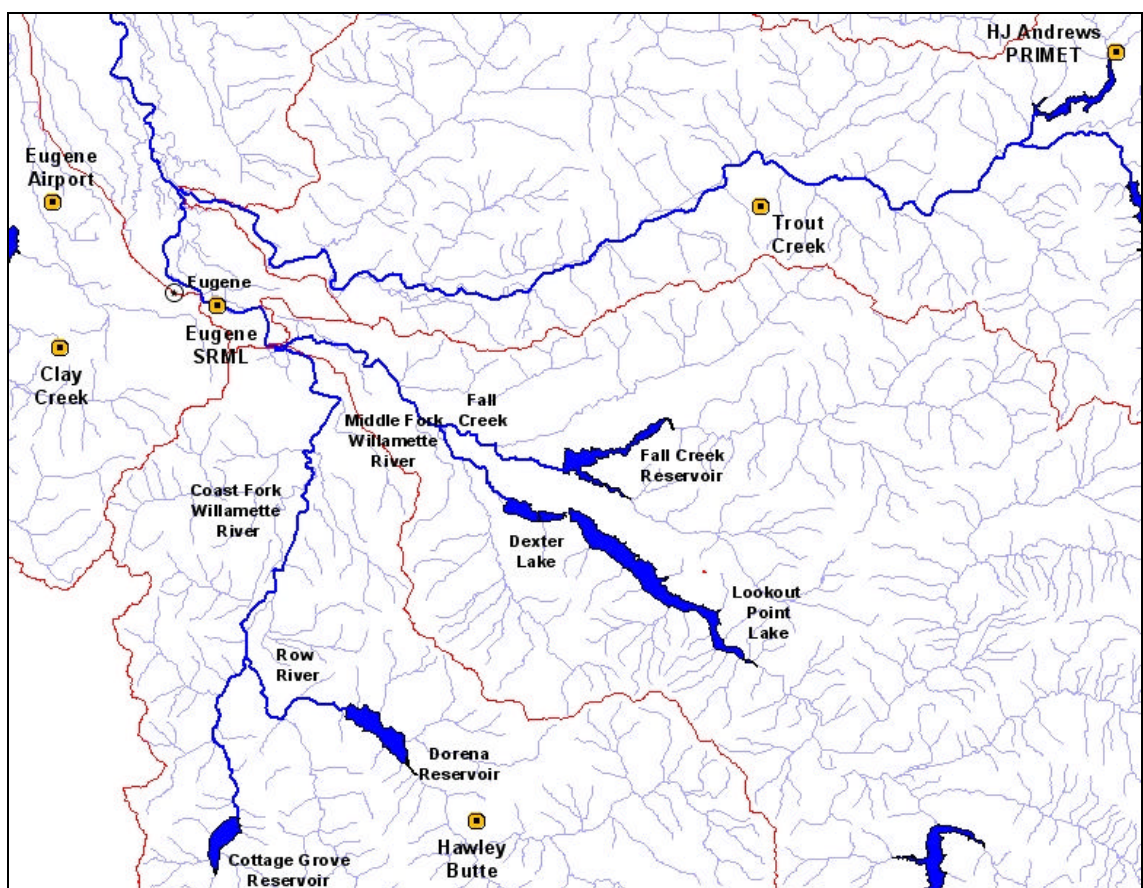 HJ Andrews
PRIMET
Eugene
Airport
Trout
Creek
Eugene
Eugene
SRML
Clay
Creek
Fall
Creek
Middle Fork
Willamette
River
Fall Creek
Reservoir
Coast Fork
Willamette
River
Dexter
Lake
Lookout
Point
Lake
Row
River
Dorena
Reservoir
Hawley
Butte
Cottage Grove
Reservoir